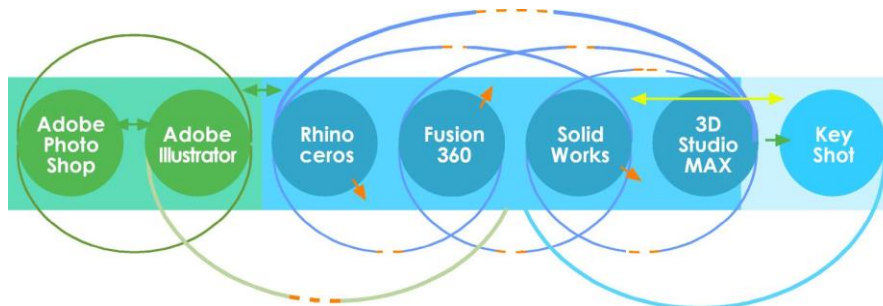 Adobe
Photo
Shop
Adobe
Illustrator
Rhino
ceros
Fusion
360
Solid
Works
3D
Studio
MAX
Key
Shot